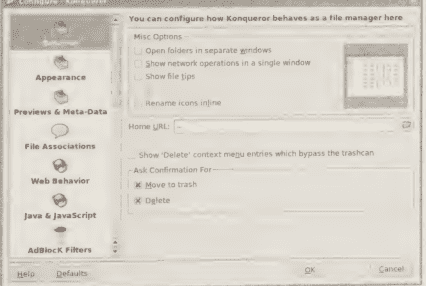 Configure - Konqueror
You can configure how Konqueror behaves as a file manager here
Misc Options
Open folders in separate windows
Show network operations in a single window
Show file tips
Rename icons inline
Home URL: ~
Show 'Delete' context menu entries which bypass the trashcan
Ask Confirmation For
Move to trash
Delete
Appearance
Previews & Meta-Data
File Associations
Web Behavior
Java & JavaScript
AdBlocK Filters
Help
Defaults
OK
Cancel